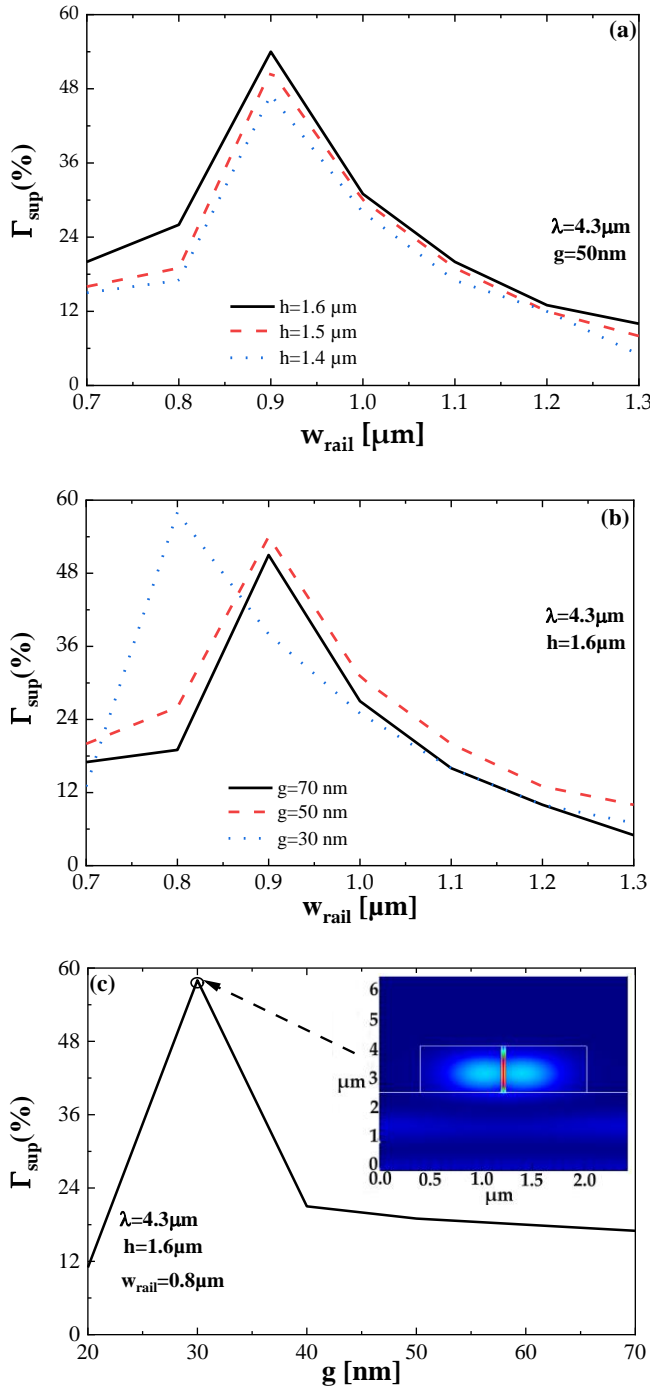 (a)
60
48
36
24
12
0
Γsup(%)
λ=4.3μm
g=50nm
h=1.6 μm
h=1.5 μm
h=1.4 μm
0.7 0.8 0.9 1.0 1.1 1.2 1.3
wrail [μm]
(b)
60
48
36
24
12
0
Γsup(%)
λ=4.3μm
h=1.6μm
g=70 nm
g=50 nm
g=30 nm
0.7 0.8 0.9 1.0 1.1 1.2 1.3
wrail [μm]
(c)
60
48
36
24
12
0
Γsup(%)
6
5
4
3
2
1
0
μm
0.0 0.5 1.0 1.5 2.0
μm
λ=4.3μm
h=1.6μm
wrail=0.8μm
20 30 40 50 60 70
g [nm]